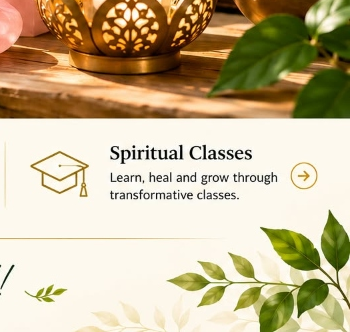 Spiritual Classes
Learn, heal and grow through
transformative classes.